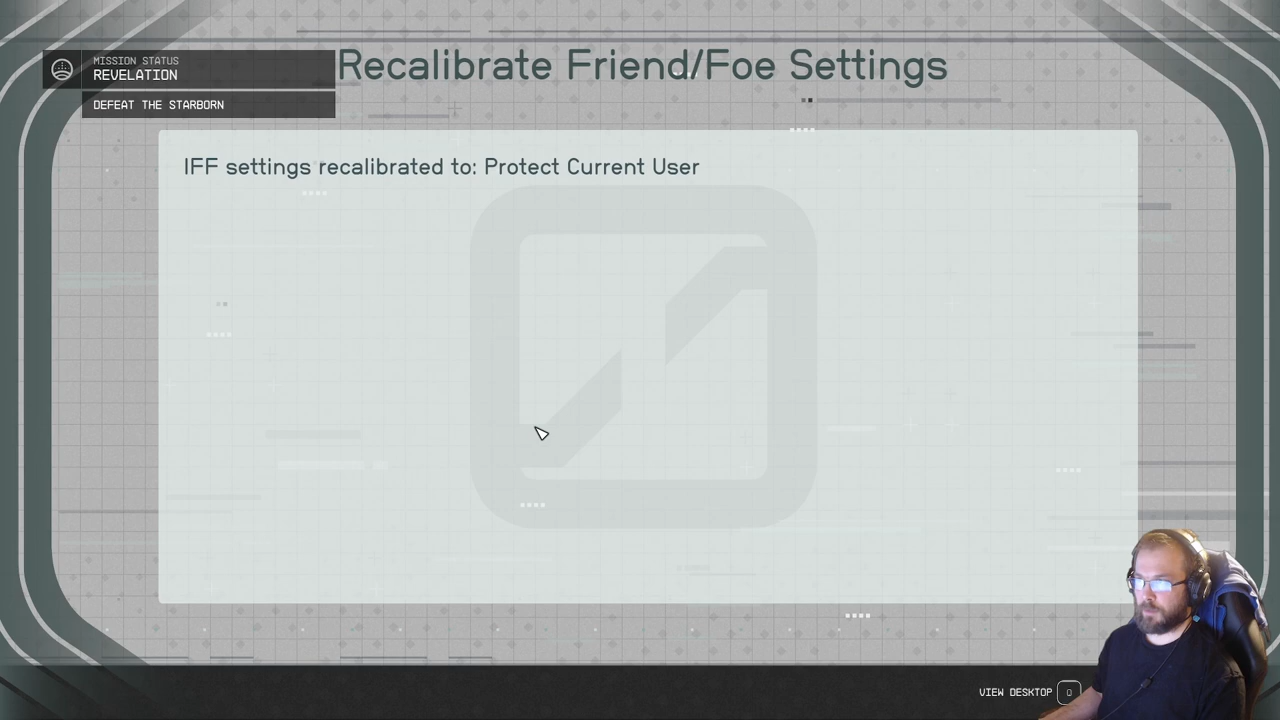 MISSION STATUS
REVELATION
DEFEAT THE STARBORN
Recalibrate Friend/Foe Settings
IFF settings recalibrated to: Protect Current User
VIEW DESKTOP